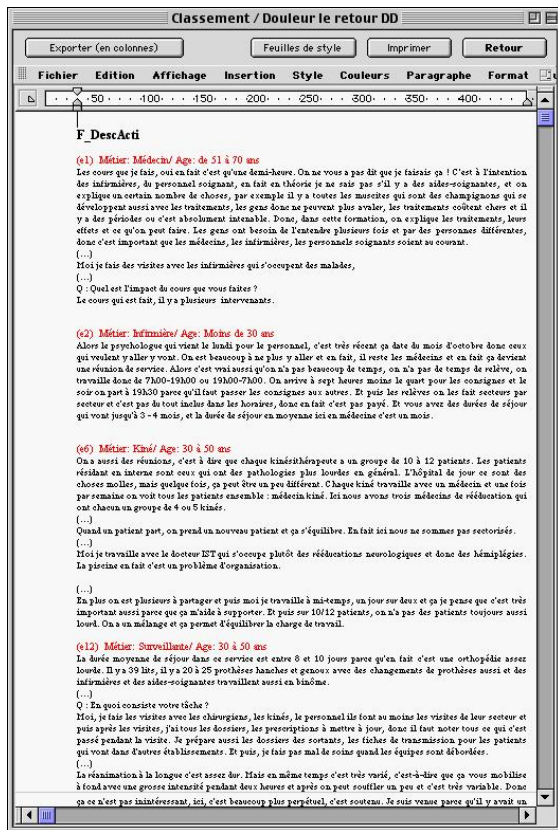 Classement / Douleur le retour DD
Exporter (en colonnes) Feuilles de style Imprimer Retour
Fichier Edition Affichage Insertion Style Couleurs Paragraphe Format
50 100 150 200 250 300 350 400
F_DescActi
(e1) Métier: Médecin/ Age: de 51 à 70 ans
Les cours que je fais, oui en fait c'est qu'une demi-heure. On ne vous a pas dit que je faisais ça ! C'est à l'intention
des infirmières, du personnel soignant, en fait en théorie je ne sais pas s'il y a des aides-soignantes, et on
explique un certain nombre de choses, par exemple il y a toutes les muscites qui sont des champignons qui se
développent aussi avec les traitements, les gens donc ne peuvent plus avaler, les traitements coûtent chers et il
y a des périodes ou c'est absolument intenable. Donc, dans cette formation, on explique les traitements, leurs
effets et ce qu'on peut faire. Les gens ont besoin de l'entendre plusieurs fois et par des personnes différentes,
donc c'est important que les médecins, les infirmières, les personnels soignants soient au courant.
(...)
Moi je fais des visites avec les infirmières qui s'occupent des malades,
(...)
Q : Quel est l'impact du cours que vous faites ?
Le cours qui est fait, il y a plusieurs intervenants.
(e2) Métier: Infirmière/ Age: Moins de 30 ans
Alors le psychologue qui vient le lundi pour le personnel, c'est très récent ça date du mois d'octobre donc ceux
qui veulent y aller y vont. On est beaucoup à ne plus y aller et en fait, il reste les médecins et en fait ça devient
une réunion de service. Alors c'est vrai aussi qu'on n'a pas beaucoup de temps, on n'a pas de temps de relève, on
travaille donc de 7h00-19h00 ou 19h00-7h00. On arrive à sept heures moins le quart pour les consignes et le
soir on part à 19h30 parce qu'il faut passer les consignes aux autres. Et puis les relèves on les fait secteurs par
secteur et c'est pas du tout inclus dans les horaires, donc en fait c'est pas payé. Et vous avez des durées de séjour
qui vont jusqu'à 3 - 4 mois, et la durée de séjour en moyenne ici en médecine c'est un mois.
(e6) Métier: Kiné/ Age: 30 à 50 ans
On a aussi des réunions, c'est à dire que chaque kinésithérapeute a un groupe de 10 à 12 patients. Les patients
résidant en interne sont ceux qui ont des pathologies plus lourdes en général. L'hôpital de jour ce sont des
choses molles, mais quelque fois, ça peut être un peu différent. Chaque kiné travaille avec un médecin et une fois
par semaine on voit tous les patients ensemble : médecin kiné. Ici nous avons trois médecins de rééducation qui
ont chacun un groupe de 4 ou 5 kinés.
(...)
Quand un patient part, on prend un nouveau patient et ça s'équilibre. En fait ici nous ne sommes pas sectorisés.
(...)
Moi je travaille avec le docteur IST qui s'occupe plutôt des rééducations neurologiques et donc des hémiplégies.
La piscine en fait c'est un problème d'organisation.
(...)
En plus on est plusieurs à partager et puis moi je travaille à mi-temps, un jour sur deux et ça je pense que c'est très
important aussi parce que ça m'aide à supporter. Et puis sur 10/12 patients, on n'a pas des patients toujours aussi
lourd. On a un mélange et ça permet d'équilibrer la charge de travail.
(e12) Métier: Surveillante/ Age: 30 à 50 ans
La durée moyenne de séjour dans ce service est entre 8 et 10 jours parce qu'en fait c'est une orthopédie assez
lourde. Il y a 39 lits, il y a 20 à 25 prothèses hanches et genoux avec des changements de prothèses aussi et des
infirmières et des aides-soignantes travaillent aussi en binôme.
(...)
Q : En quoi consiste votre tâche ?
Moi, je fais les visites avec les chirurgiens, les kinés, le personnel ils font au moins les visites de leur secteur et
puis après les visites, j'ai tous les dossiers, les prescriptions à mettre à jour, donc il faut noter tous ce qui c'est
passé pendant la visite. Je prépare aussi les dossiers des sortants, les fiches de transmission pour les patients
qui vont dans d'autres établissements. Et puis, je fais pas mal de soins quand les équipes sont débordées.
(...)
La réanimation à la longue c'est assez dur. Mais en même temps c'est très varié, c'est-à-dire que ça vous mobilise
à fond avec une grosse intensité pendant deux heures et après on peut souffler un peu et c'est très variable. Donc
ça ce n'est pas inintéressant, ici, c'est beaucoup plus perpétuel, c'est soutenu. Je suis venue parce qu'il y avait un